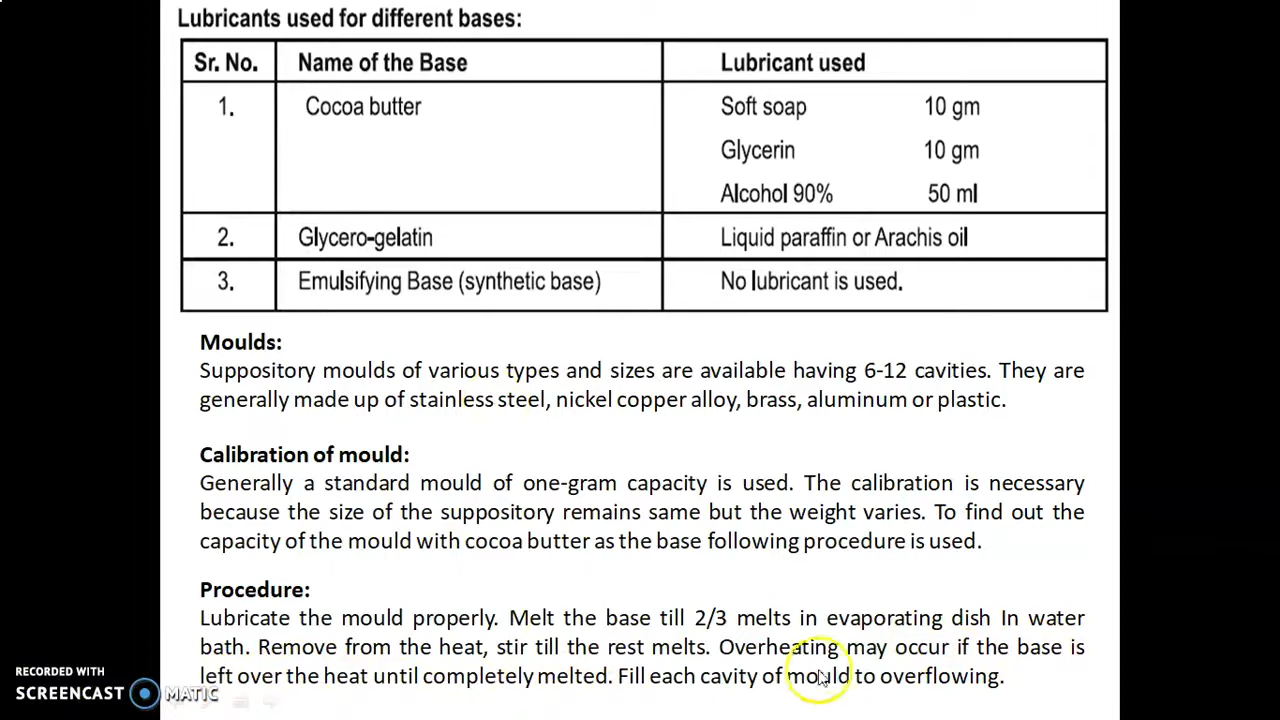 Lubricants used for different bases:
Sr. No. Name of the Base Lubricant used
1. Cocoa butter Soft soap 10 gm
Glycerin 10 gm
Alcohol 90% 50 ml
2. Glycero-gelatin Liquid paraffin or Arachis oil
3. Emulsifying Base (synthetic base) No lubricant is used.
Moulds:
Suppository moulds of various types and sizes are available having 6-12 cavities. They are
generally made up of stainless steel, nickel copper alloy, brass, aluminum or plastic.
Calibration of mould:
Generally a standard mould of one-gram capacity is used. The calibration is necessary
because the size of the suppository remains same but the weight varies. To find out the
capacity of the mould with cocoa butter as the base following procedure is used.
Procedure:
Lubricate the mould properly. Melt the base till 2/3 melts in evaporating dish In water
bath. Remove from the heat, stir till the rest melts. Overheating may occur if the base is
left over the heat until completely melted. Fill each cavity of mould to overflowing.
RECORDED WITH
SCREENCAST MATIC